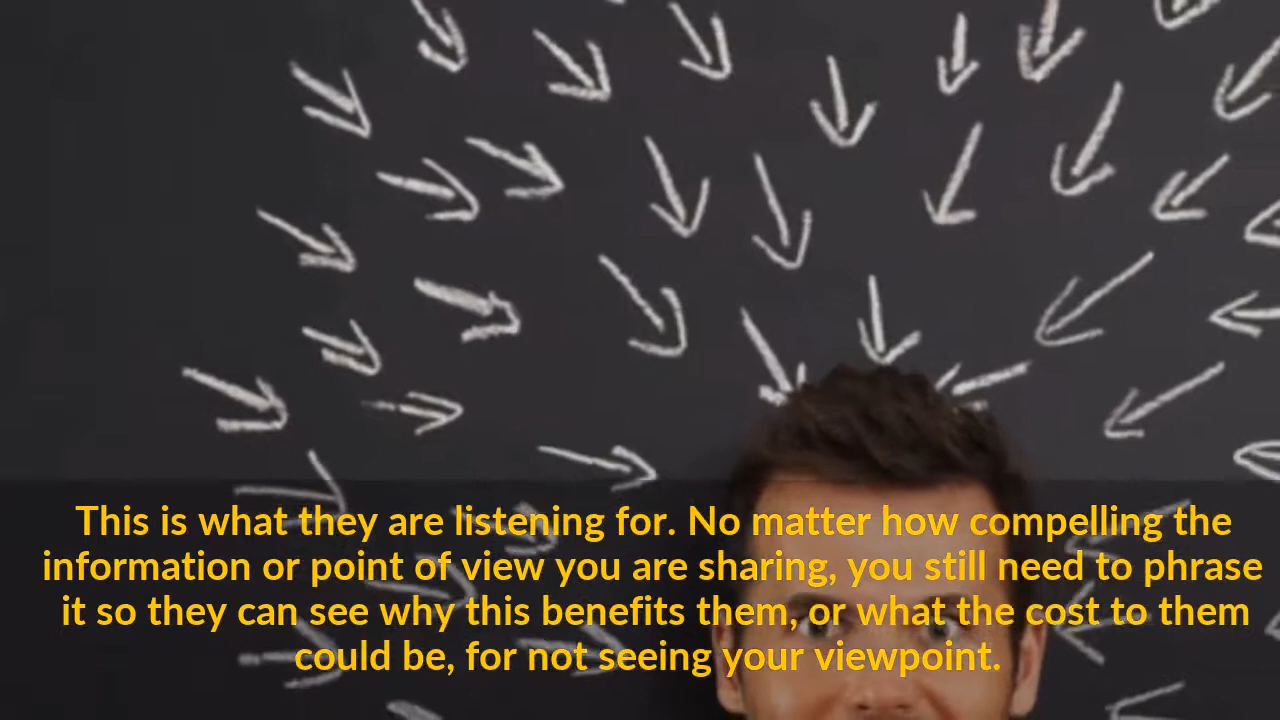 This is what they are listening for. No matter how compelling the
information or point of view you are sharing, you still need to phrase
it so they can see why this benefits them, or what the cost to them
could be, for not seeing your viewpoint.